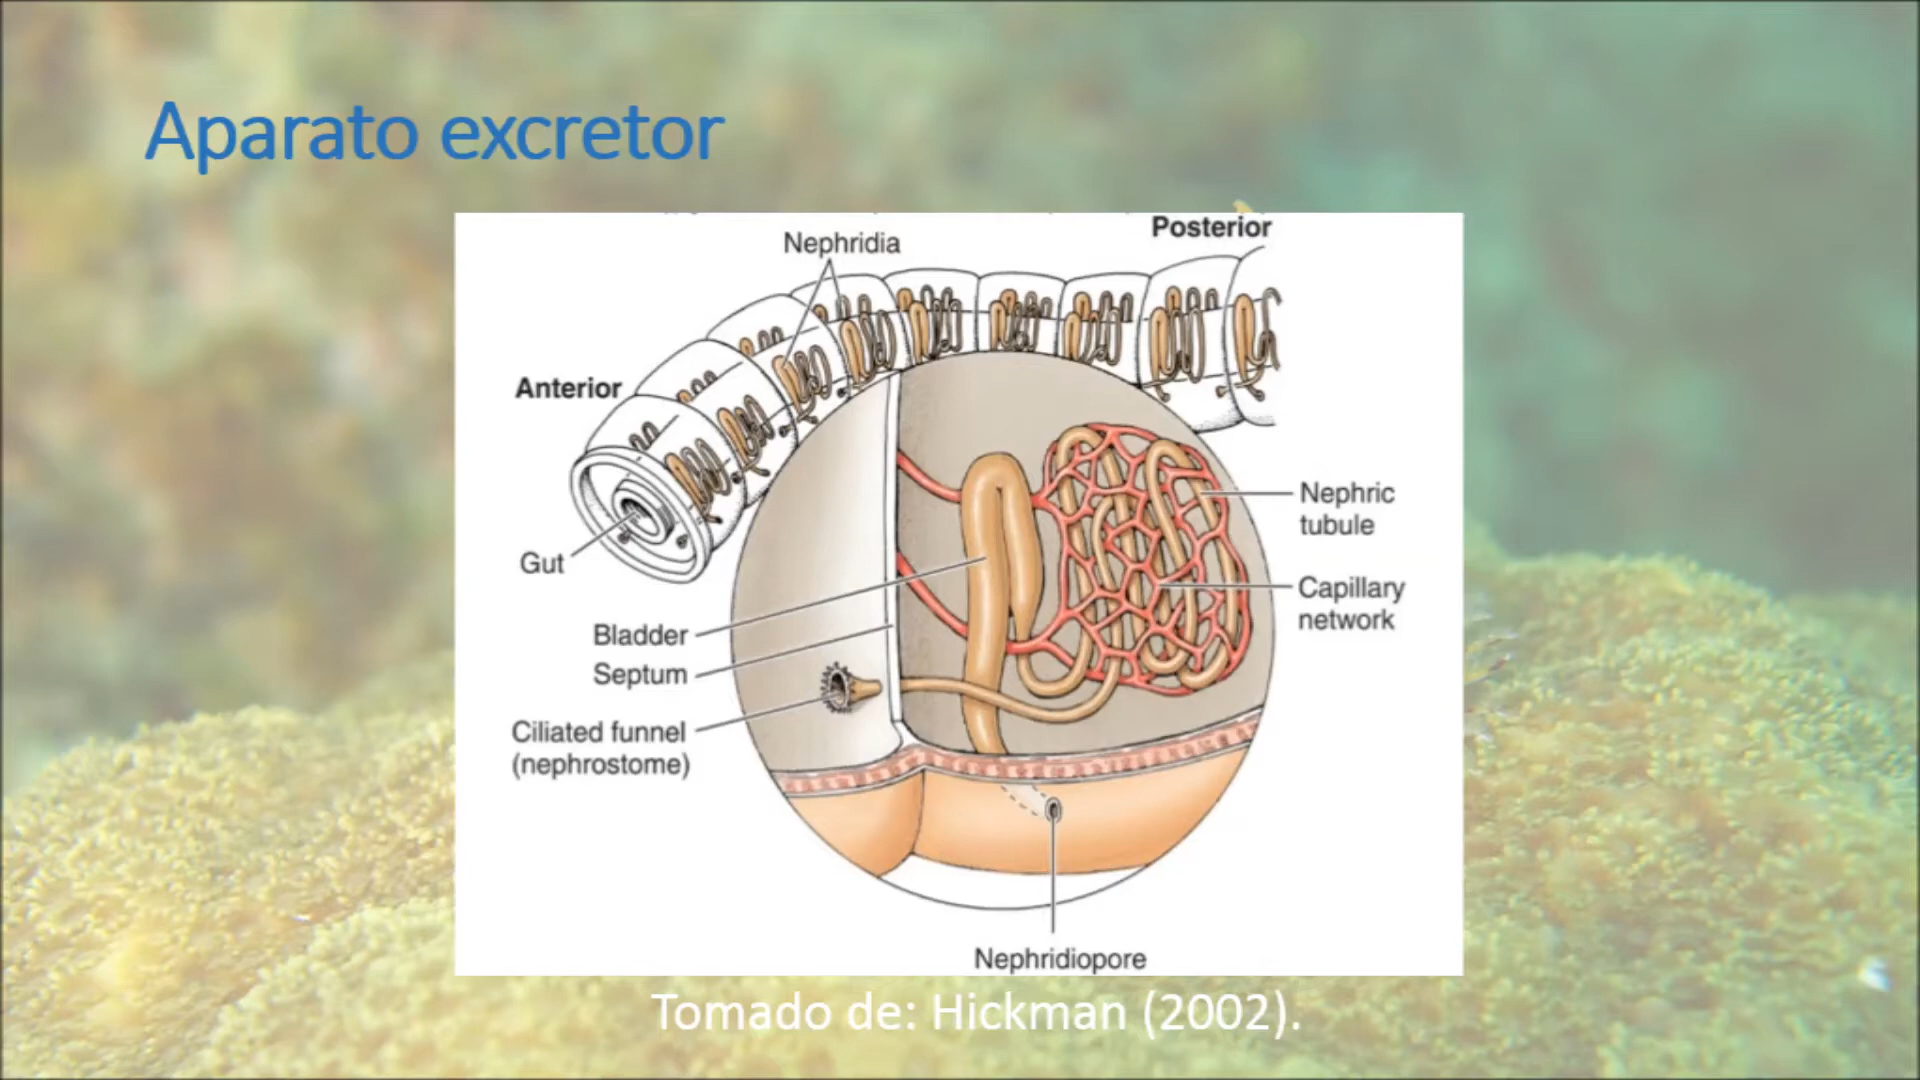 Aparato excretor
Posterior
Nephridia
Anterior
Nephric
tubule
Gut
Capillary
network
Bladder
Septum
Ciliated funnel
(nephrostome)
Nephridiopore
Tomado de: Hickman (2002).